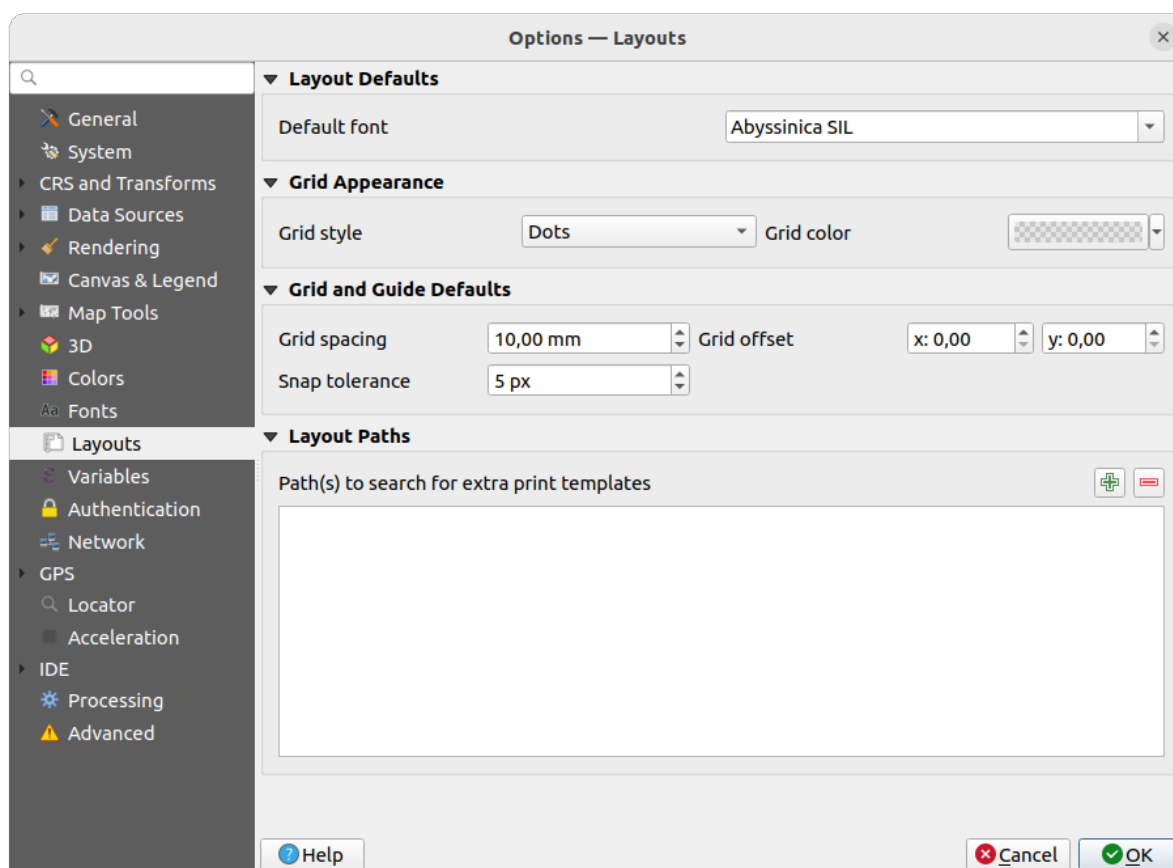 Options — Layouts
General
System
CRS and Transforms
Data Sources
Rendering
Canvas & Legend
Map Tools
3D
Colors
Aa Fonts
Layouts
Variables
Authentication
Network
GPS
Locator
Acceleration
IDE
Processing
Advanced
Layout Defaults
Default font Abyssinica SIL
Grid Appearance
Grid style Dots Grid color
Grid and Guide Defaults
Grid spacing 10,00 mm Grid offset x: 0,00 y: 0,00
Snap tolerance 5 px
Layout Paths
Path(s) to search for extra print templates
Help Cancel OK